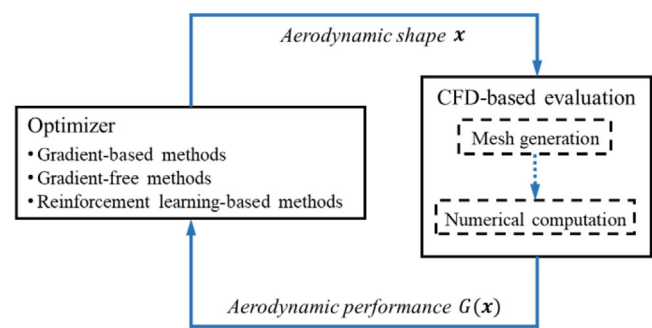 Aerodynamic shape 𝒙
CFD-based evaluation
Mesh generation
Numerical computation
Optimizer
• Gradient-based methods
• Gradient-free methods
• Reinforcement learning-based methods
Aerodynamic performance G(𝒙)